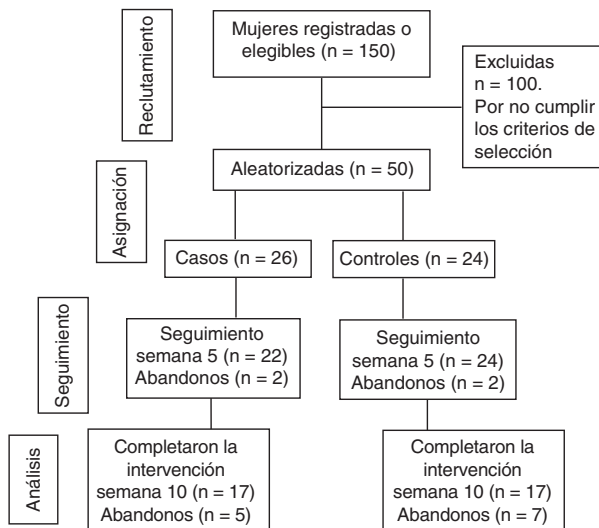 Reclutamiento
Mujeres registradas o
elegibles (n = 150)
Excluidas
n = 100.
Por no cumplir
los criterios de
selección
Asignación
Aleatorizadas (n = 50)
Casos (n = 26)
Controles (n = 24)
Seguimiento
Seguimiento
semana 5 (n = 22)
Abandonos (n = 2)
Seguimiento
semana 5 (n = 24)
Abandonos (n = 2)
Análisis
Completaron la
intervención
semana 10 (n = 17)
Abandonos (n = 5)
Completaron la
intervención
semana 10 (n = 17)
Abandonos (n = 7)